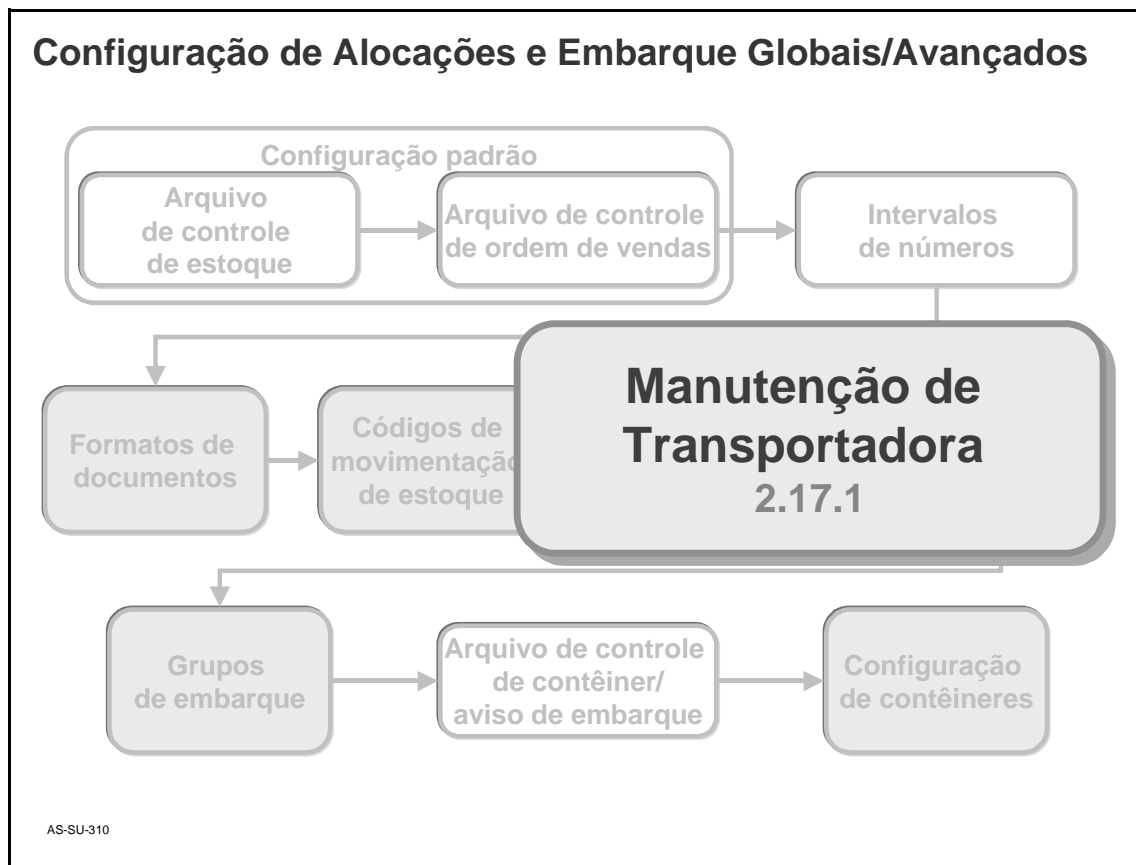 Configuração de Alocações e Embarque Globais/Avançados
Configuração padrão
Arquivo
de controle
de estoque
Arquivo de controle
de ordem de vendas
Intervalos
de números
Formatos de
documentos
Códigos de
movimentação
de estoque
Manutenção de
Transportadora
2.17.1
Grupos
de embarque
Arquivo de controle
de contêiner/
aviso de embarque
Configuração
de contêineres
AS-SU-310